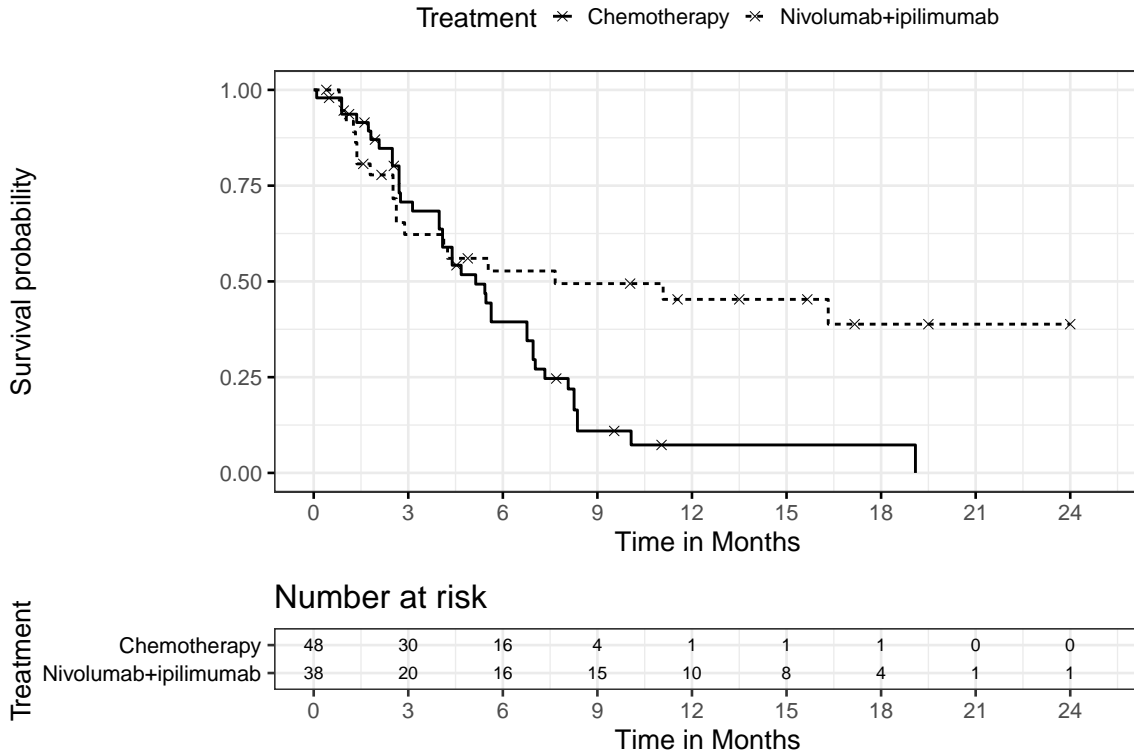 Treatment Chemotherapy Nivolumab+ipilimumab
Survival probability
1.00
0.75
0.50
0.25
0.00
0 3 6 9 12 15 18 21 24
Time in Months
Number at risk
Treatment
Chemotherapy 48 30 16 4 1 1 1 0 0
Nivolumab+ipilimumab 38 20 16 15 10 8 4 1 1
0 3 6 9 12 15 18 21 24
Time in Months